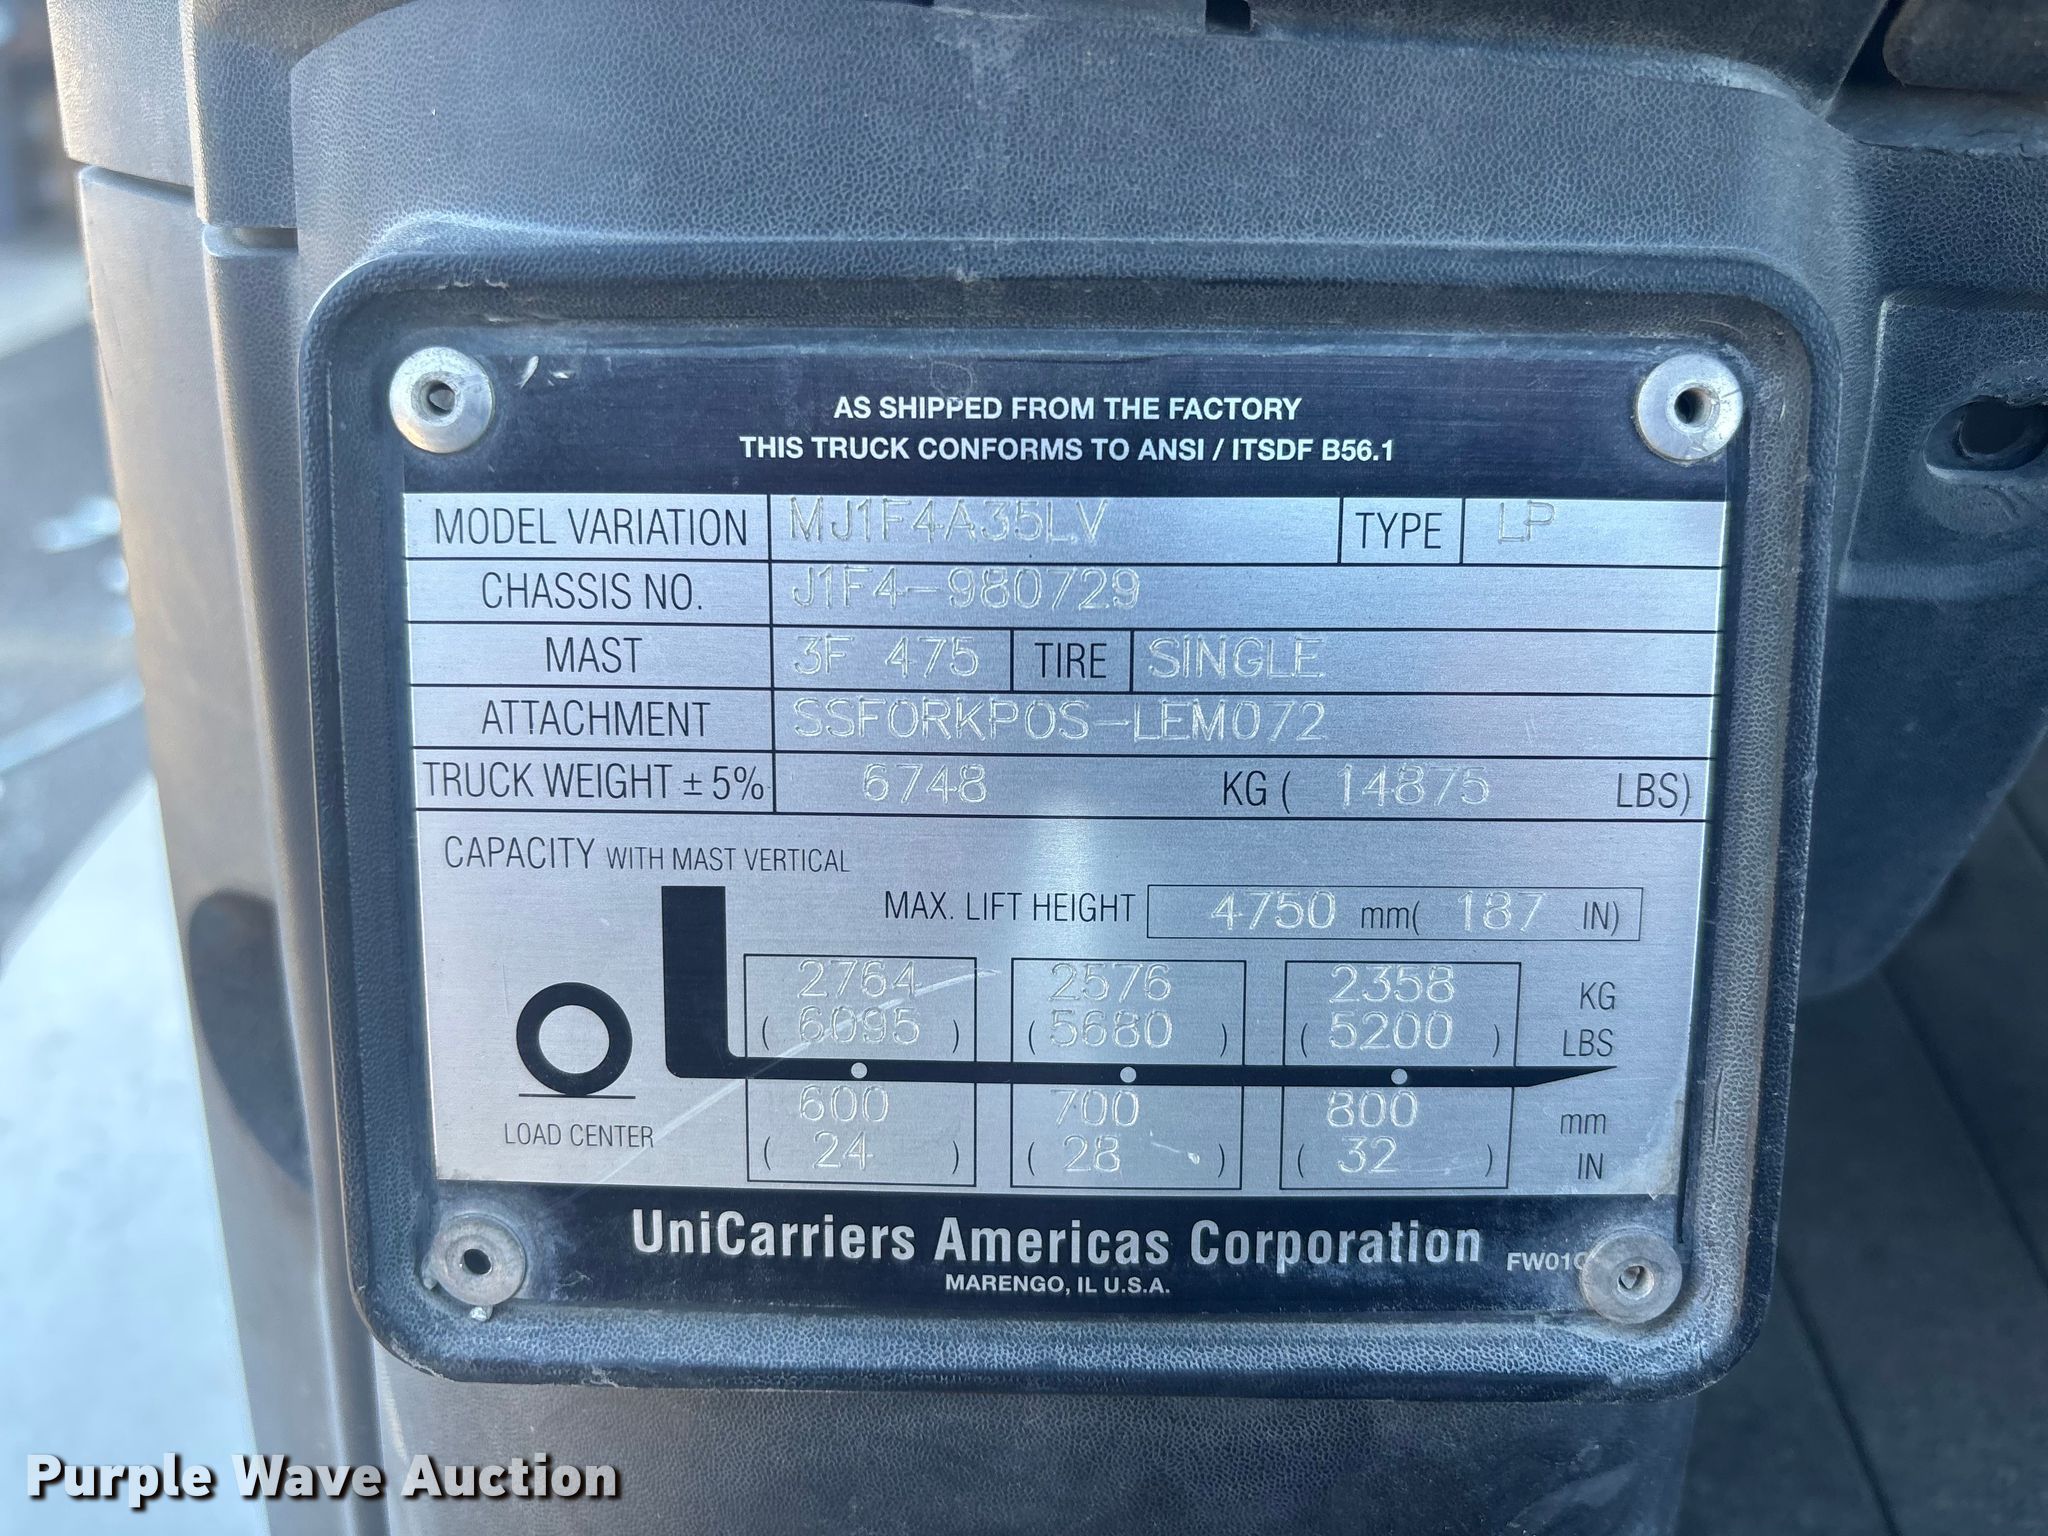 AS SHIPPED FROM THE FACTORY
THIS TRUCK CONFORMS TO ANSI / ITSDF B56.1
MODEL VARIATION MJ1F4A35LV TYPE LP
CHASSIS NO. J1F4-980729
MAST 3F 475 TIRE SINGLE
ATTACHMENT SSFORKPOS-LEM072
TRUCK WEIGHT ± 5% 6748 KG ( 14875 LBS)
CAPACITY WITH MAST VERTICAL
MAX. LIFT HEIGHT 4750 mm( 187 IN)
2764 2576 2358 KG
( 6095 ) ( 5680 ) ( 5200 ) LBS
600 700 800 mm
LOAD CENTER ( 24 ) ( 28 ) ( 32 ) IN
UniCarriers Americas Corporation
MARENGO, IL U.S.A.
Purple Wave Auction